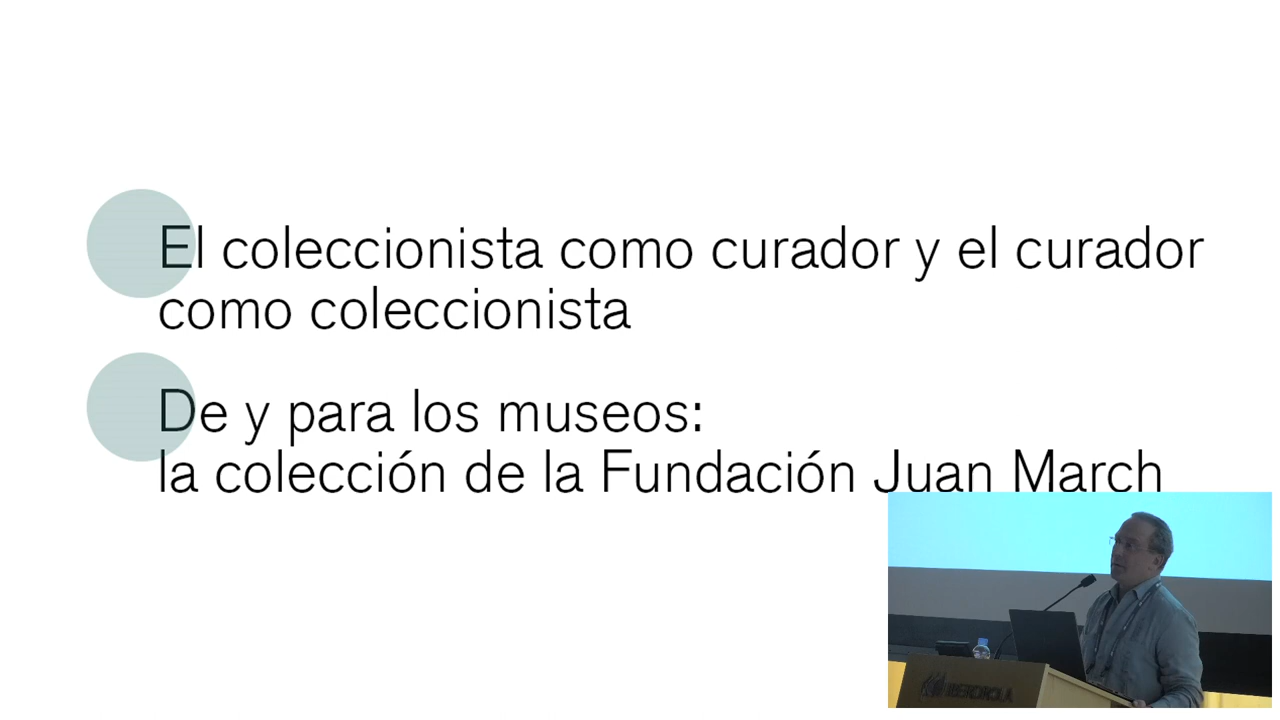 El coleccionista como curador y el curador
como coleccionista
De y para los museos:
la colección de la Fundación Juan March
IBERDROLA